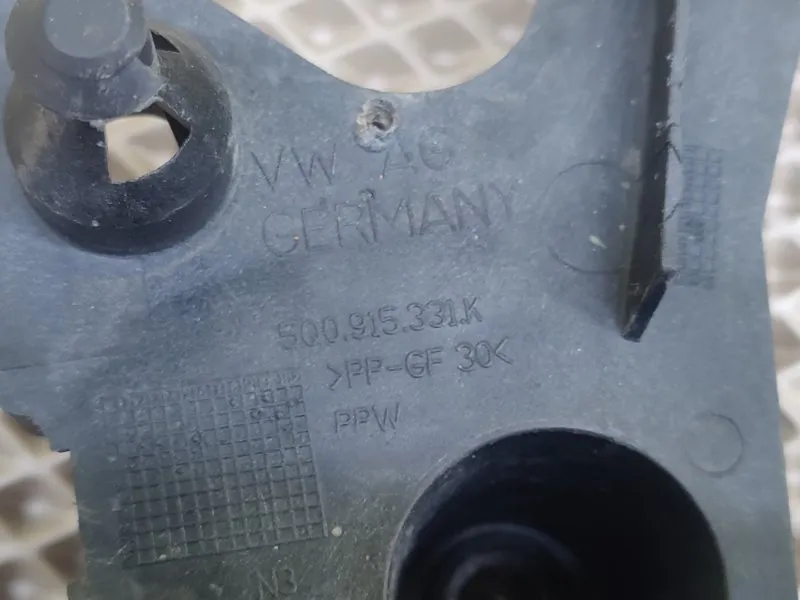 VW AG
GERMANY
5Q0.915.331.K
>PP-GF 30<
PPW
N3